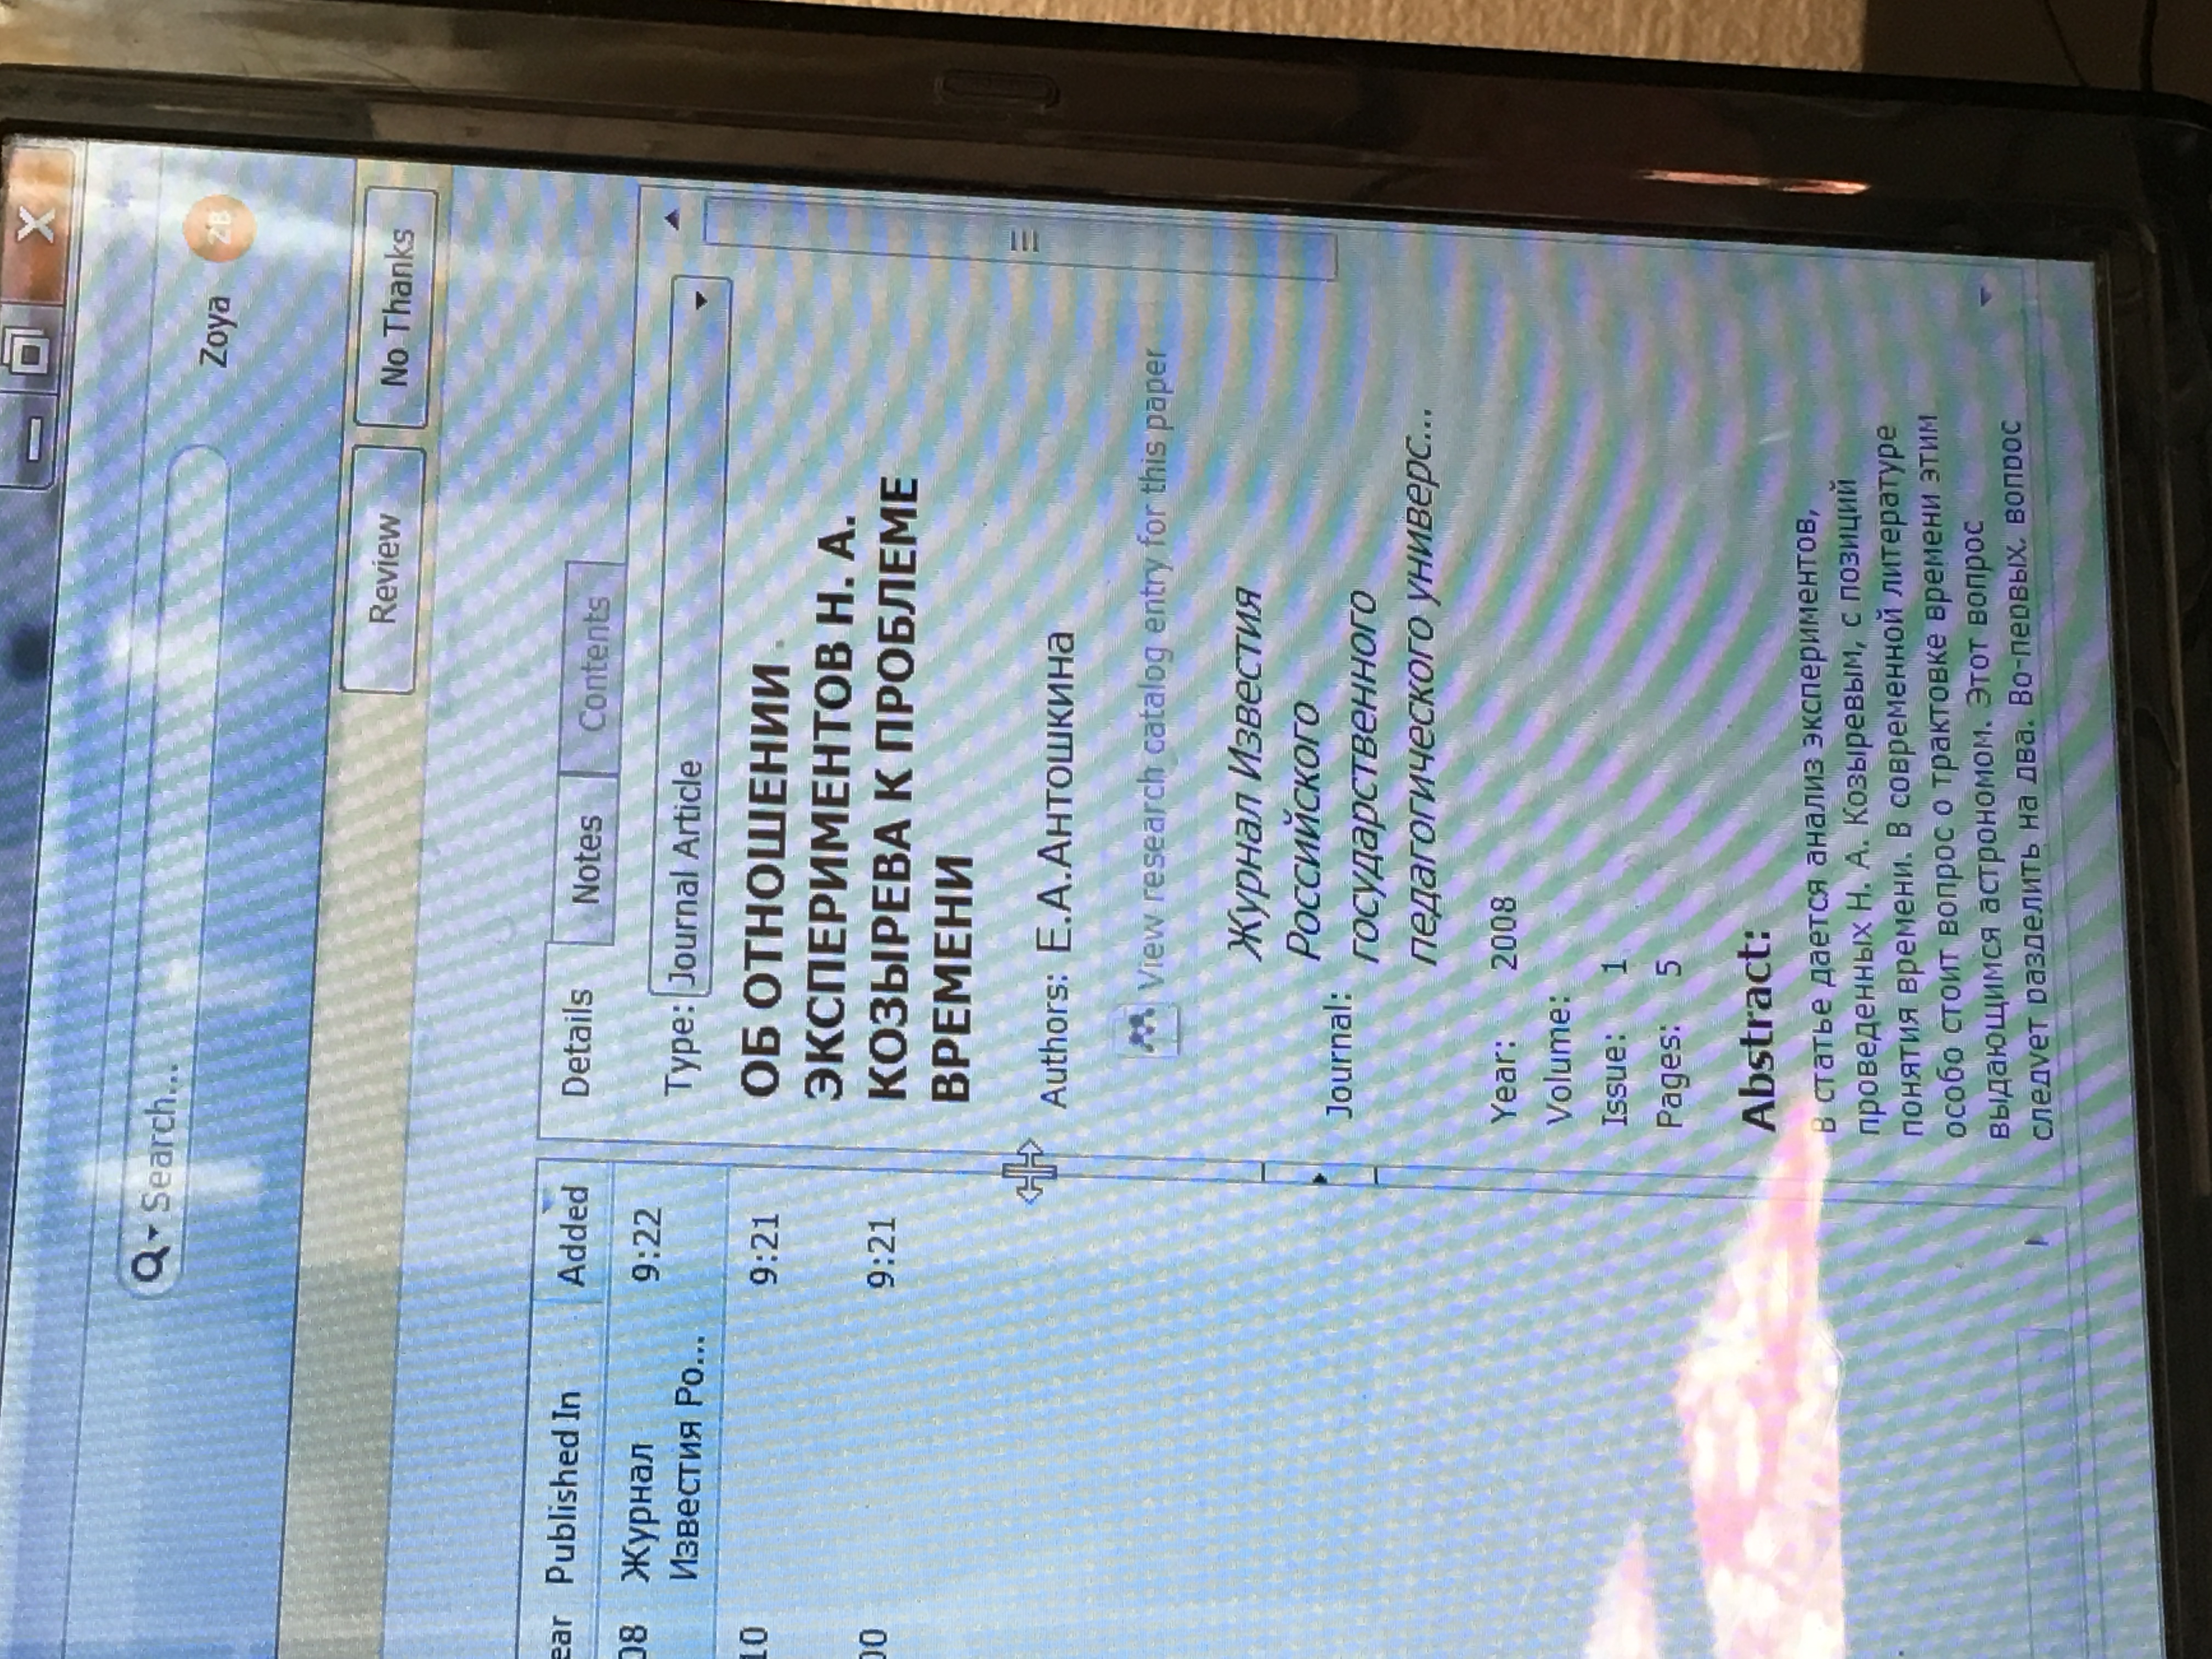 Search...
Zoya
ZB
Review
No Thanks
ear Published In Added
08 Журнал 9:22
Известия Ро...
10 9:21
00 9:21
Details Notes Contents
Type: Journal Article
ОБ ОТНОШЕНИИ
ЭКСПЕРИМЕНТОВ Н. А.
КОЗЫРЕВА К ПРОБЛЕМЕ
ВРЕМЕНИ
Authors: Е.А.Антошкина
View research catalog entry for this paper
Журнал Известия
Российского
Journal:
государственного
педагогического универс...
Year: 2008
Volume:
Issue: 1
Pages: 5
Abstract:
В статье дается анализ экспериментов,
проведенных Н. А. Козыревым, с позиций
понятия времени. В современной литературе
особо стоит вопрос о трактовке времени этим
выдающимся астрономом. Этот вопрос
следует разделить на два. Во-первых, вопрос